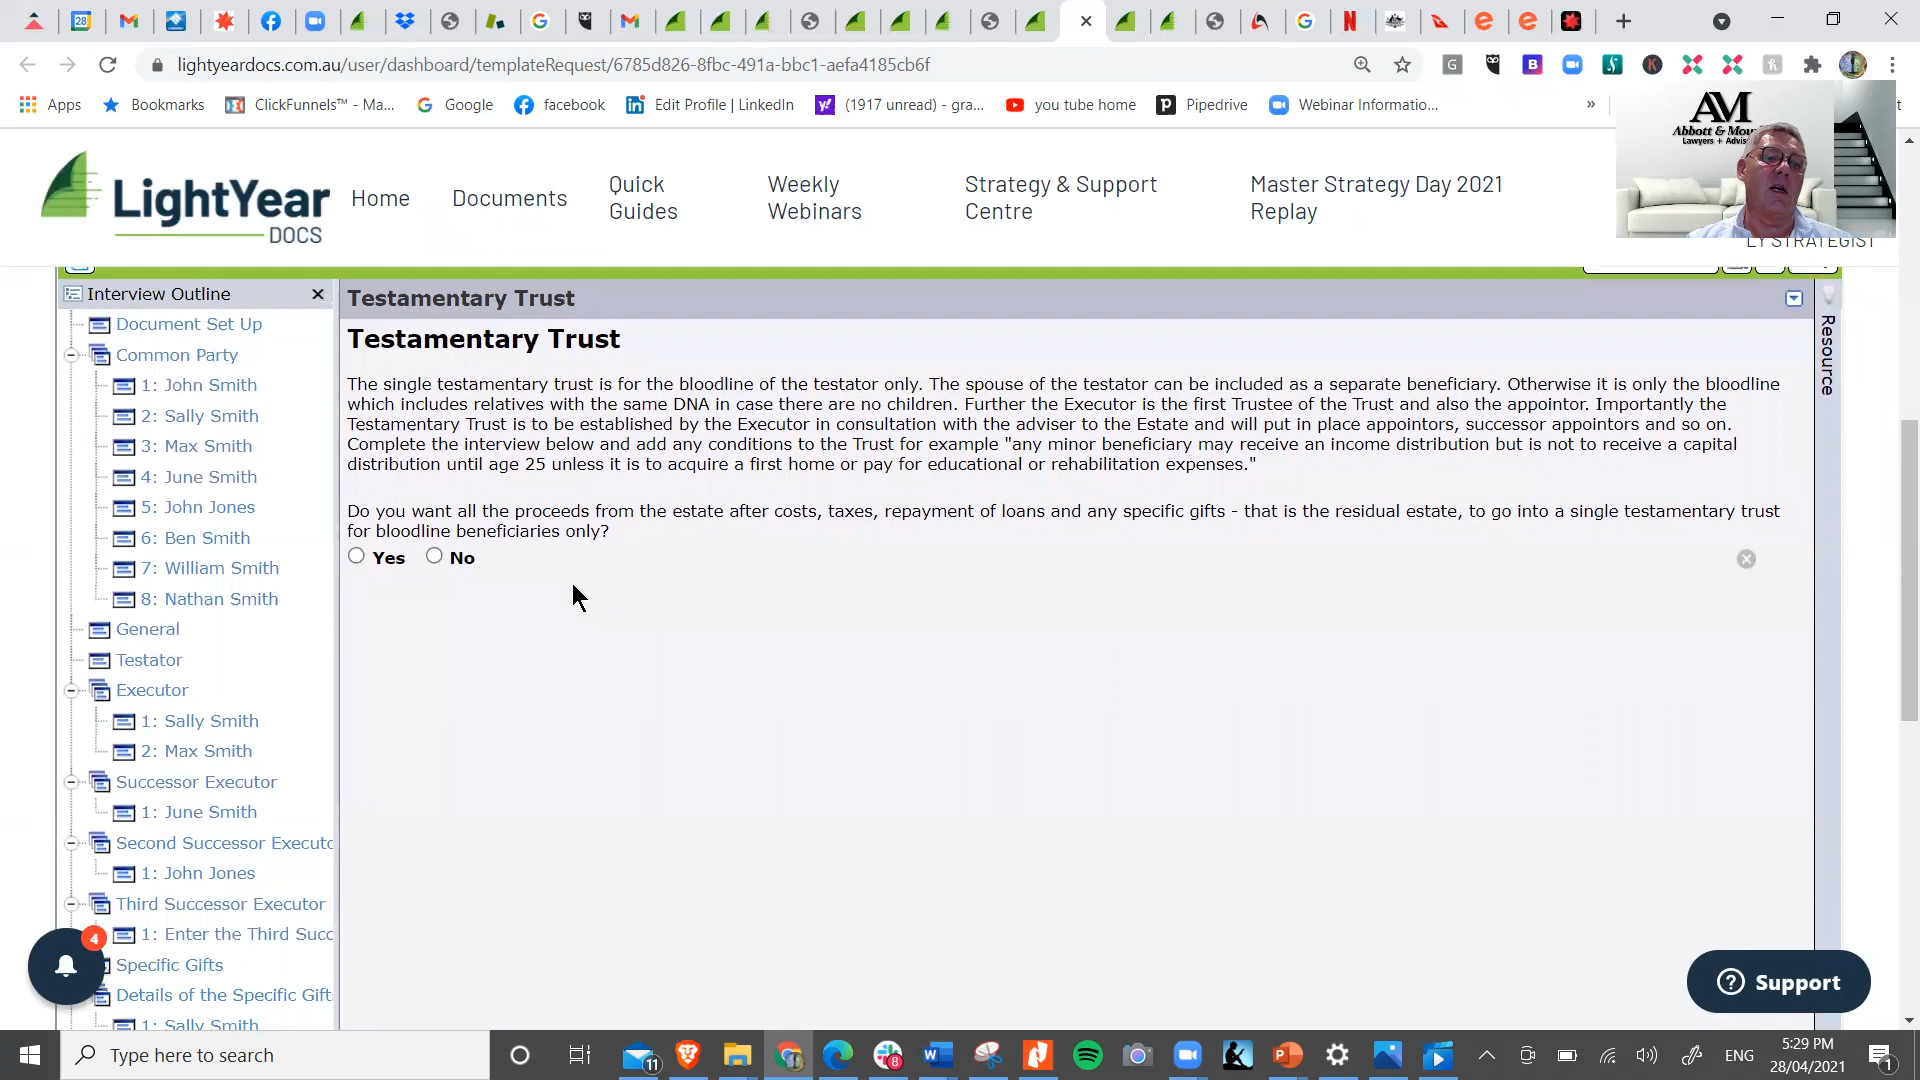 28
lightyeardocs.com.au/user/dashboard/templateRequest/6785d826-8fbc-491a-bbc1-aefa4185cb6f
Apps
Bookmarks
ClickFunnels™ - Ma...
Google
facebook
Edit Profile | LinkedIn
(1917 unread) - gra...
you tube home
Pipedrive
Webinar Informatio...
»
AM
Abbott & Mou
Lawyers + Advis
LightYear
DOCS
Home
Documents
Quick
Guides
Weekly
Webinars
Strategy & Support
Centre
Master Strategy Day 2021
Replay
LY STRATEGIST
Interview Outline
Document Set Up
Common Party
1: John Smith
2: Sally Smith
3: Max Smith
4: June Smith
5: John Jones
6: Ben Smith
7: William Smith
8: Nathan Smith
General
Testator
Executor
1: Sally Smith
2: Max Smith
Successor Executor
1: June Smith
Second Successor Executo
1: John Jones
Third Successor Executor
1: Enter the Third Succ
Specific Gifts
Details of the Specific Gift
1: Sally Smith
Testamentary Trust
Testamentary Trust
The single testamentary trust is for the bloodline of the testator only. The spouse of the testator can be included as a separate beneficiary. Otherwise it is only the bloodline
which includes relatives with the same DNA in case there are no children. Further the Executor is the first Trustee of the Trust and also the appointor. Importantly the
Testamentary Trust is to be established by the Executor in consultation with the adviser to the Estate and will put in place appointors, successor appointors and so on.
Complete the interview below and add any conditions to the Trust for example "any minor beneficiary may receive an income distribution but is not to receive a capital
distribution until age 25 unless it is to acquire a first home or pay for educational or rehabilitation expenses."
Do you want all the proceeds from the estate after costs, taxes, repayment of loans and any specific gifts - that is the residual estate, to go into a single testamentary trust
for bloodline beneficiaries only?
Yes
No
Resource
4
Support
Type here to search
11
8
ENG
5:29 PM
28/04/2021
1